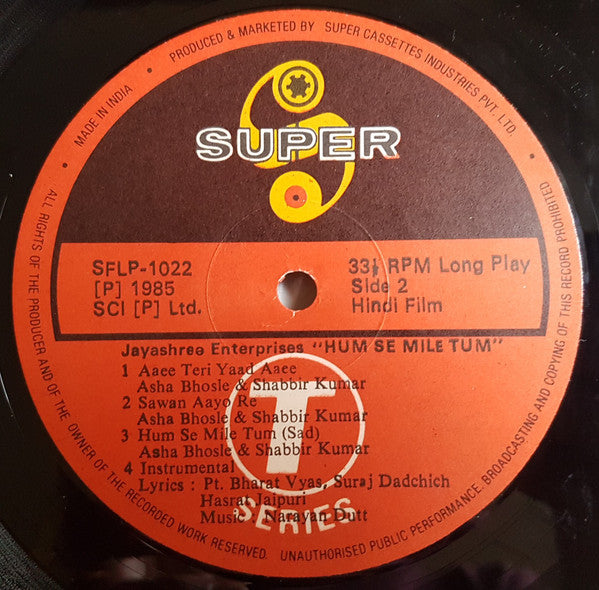 PRODUCED & MARKETED BY • SUPER CASSETTES INDUSTRIES PVT. LTD. •
MADE IN INDIA •
SUPER
SFLP-1022
[P] 1985
SCI [P] Ltd.
33⅓ RPM Long Play
Side 2
Hindi Film
Jayashree Enterprises "HUM SE MILE TUM"
1 Aaee Teri Yaad Aaee
Asha Bhosle & Shabbir Kumar
2 Sawan Aayo Re
Asha Bhosle & Shabbir Kumar
3 Hum Se Mile Tum (Sad)
Asha Bhosle & Shabbir Kumar
4 Instrumental
Lyrics : Pt. Bharat Vyas, Suraj Dadchich
Hasrat Jaipuri
Music : Narayan Dutt
T
SERIES
ALL RIGHTS OF THE PRODUCER AND OF THE OWNER OF THE RECORDED WORK RESERVED. UNAUTHORISED PUBLIC PERFORMANCE, BROADCASTING AND COPYING OF THIS RECORD PROHIBITED •